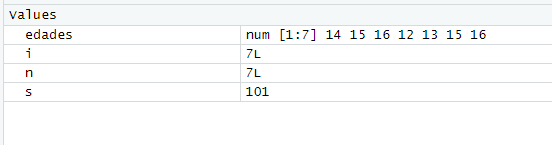 Values
edades num [1:7] 14 15 16 12 13 15 16
i 7L
n 7L
s 101